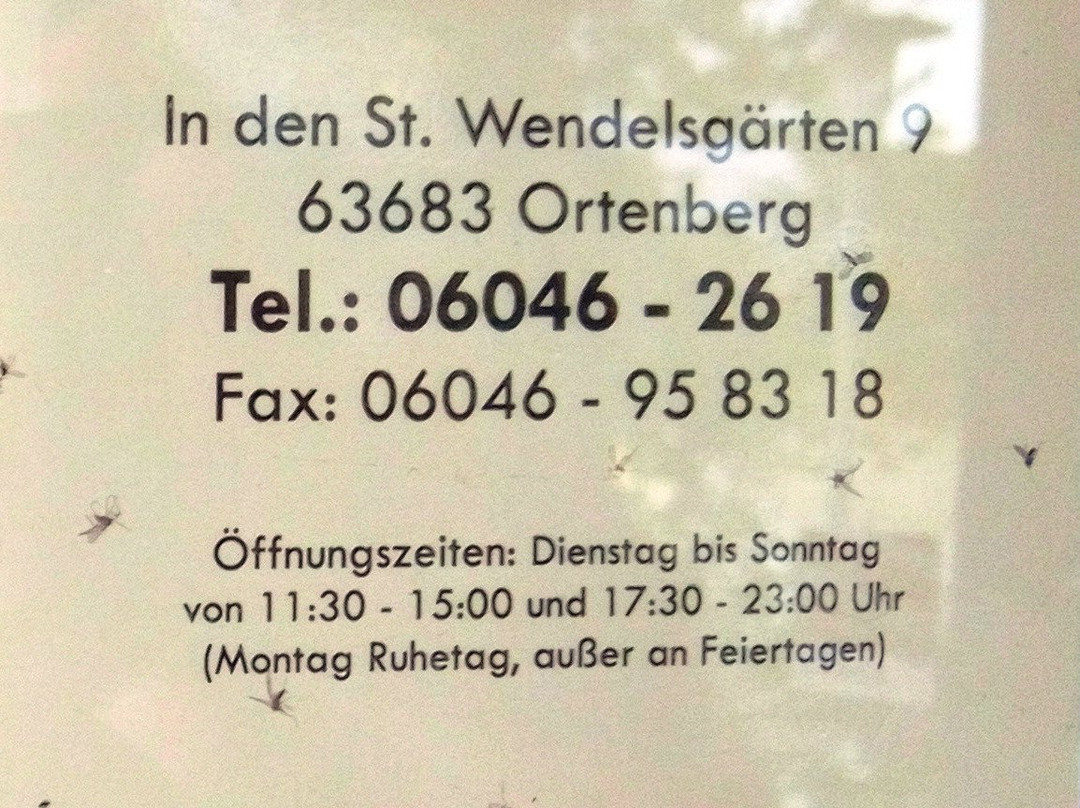 In den St. Wendelsgärten 9
63683 Ortenberg
Tel.: 06046 - 26 19
Fax: 06046 - 95 83 18
Öffnungszeiten: Dienstag bis Sonntag
von 11:30 - 15:00 und 17:30 - 23:00 Uhr
(Montag Ruhetag, außer an Feiertagen)